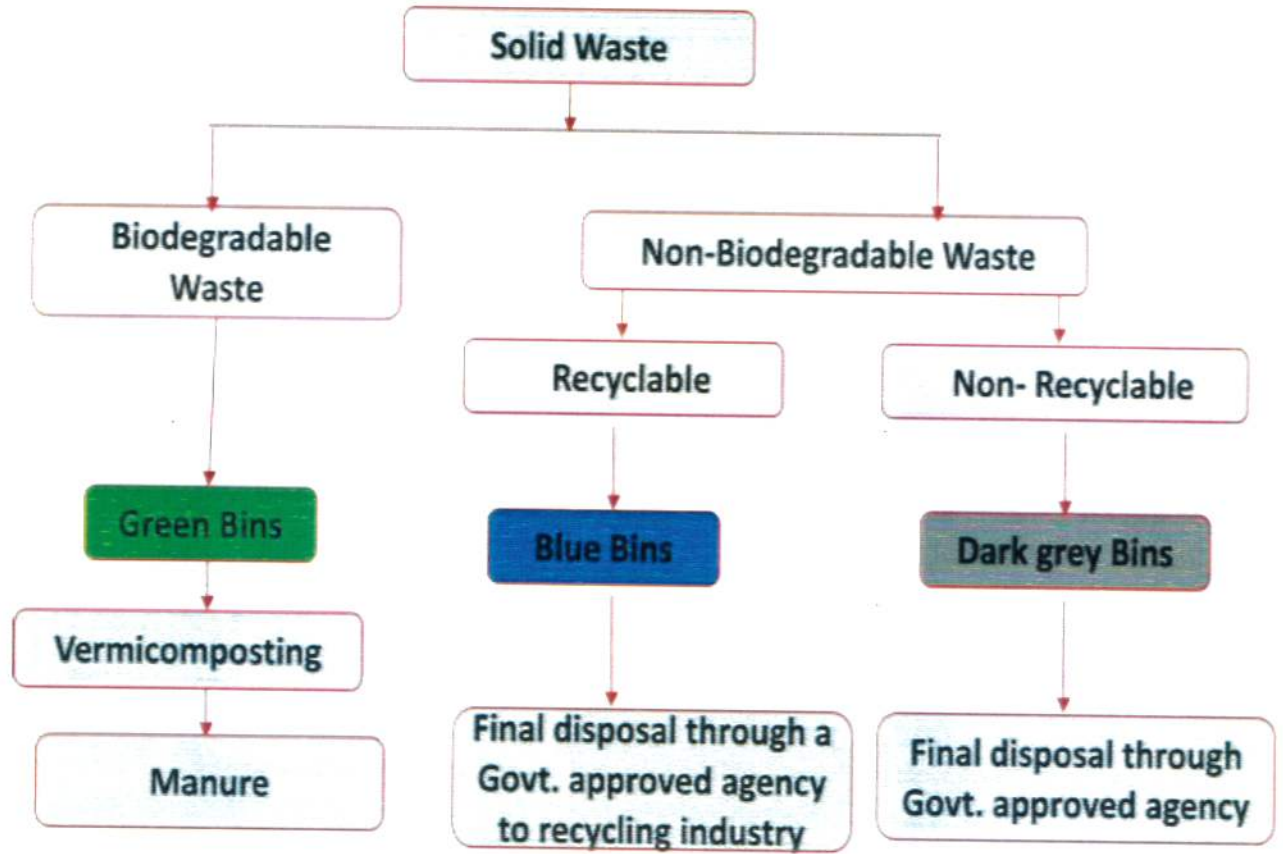 Solid Waste
Biodegradable
Waste
Non-Biodegradable Waste
Recyclable
Non- Recyclable
Green Bins
Blue Bins
Dark grey Bins
Vermicomposting
Manure
Final disposal through a
Govt. approved agency
to recycling industry
Final disposal through
Govt. approved agency